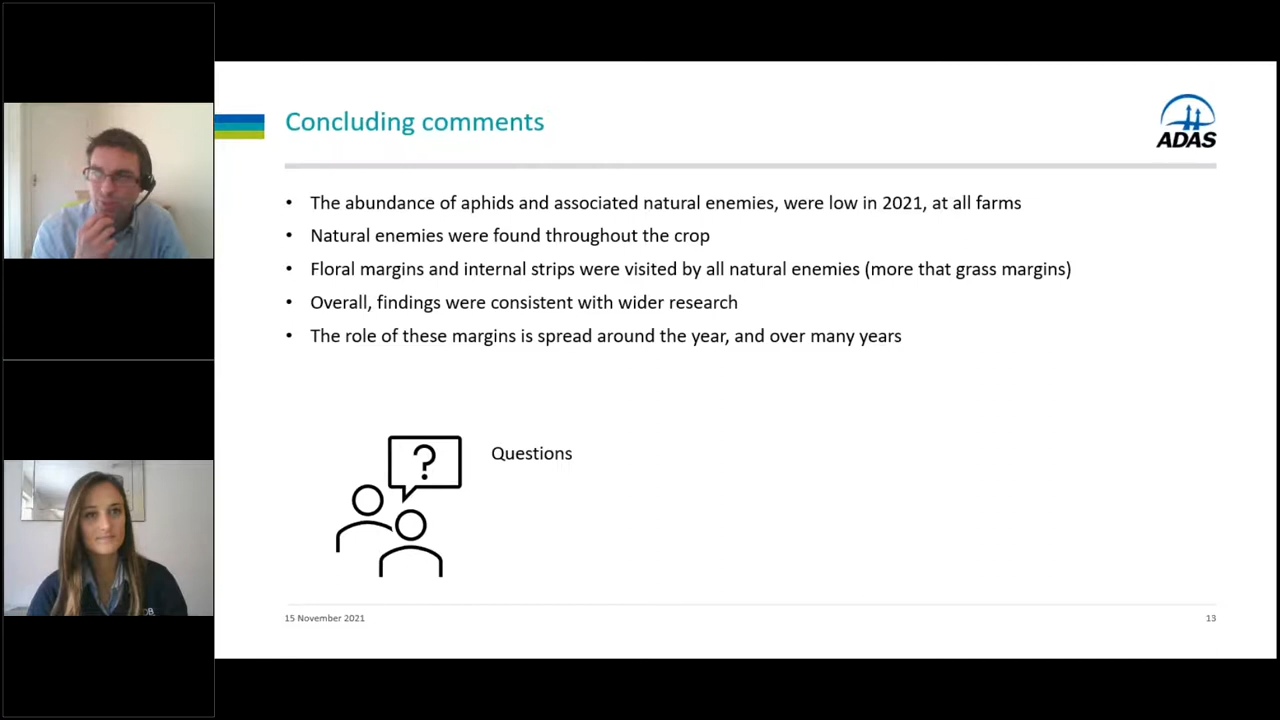 Concluding comments
ADAS
• The abundance of aphids and associated natural enemies, were low in 2021, at all farms
• Natural enemies were found throughout the crop
• Floral margins and internal strips were visited by all natural enemies (more that grass margins)
• Overall, findings were consistent with wider research
• The role of these margins is spread around the year, and over many years
?
Questions
15 November 2021
13